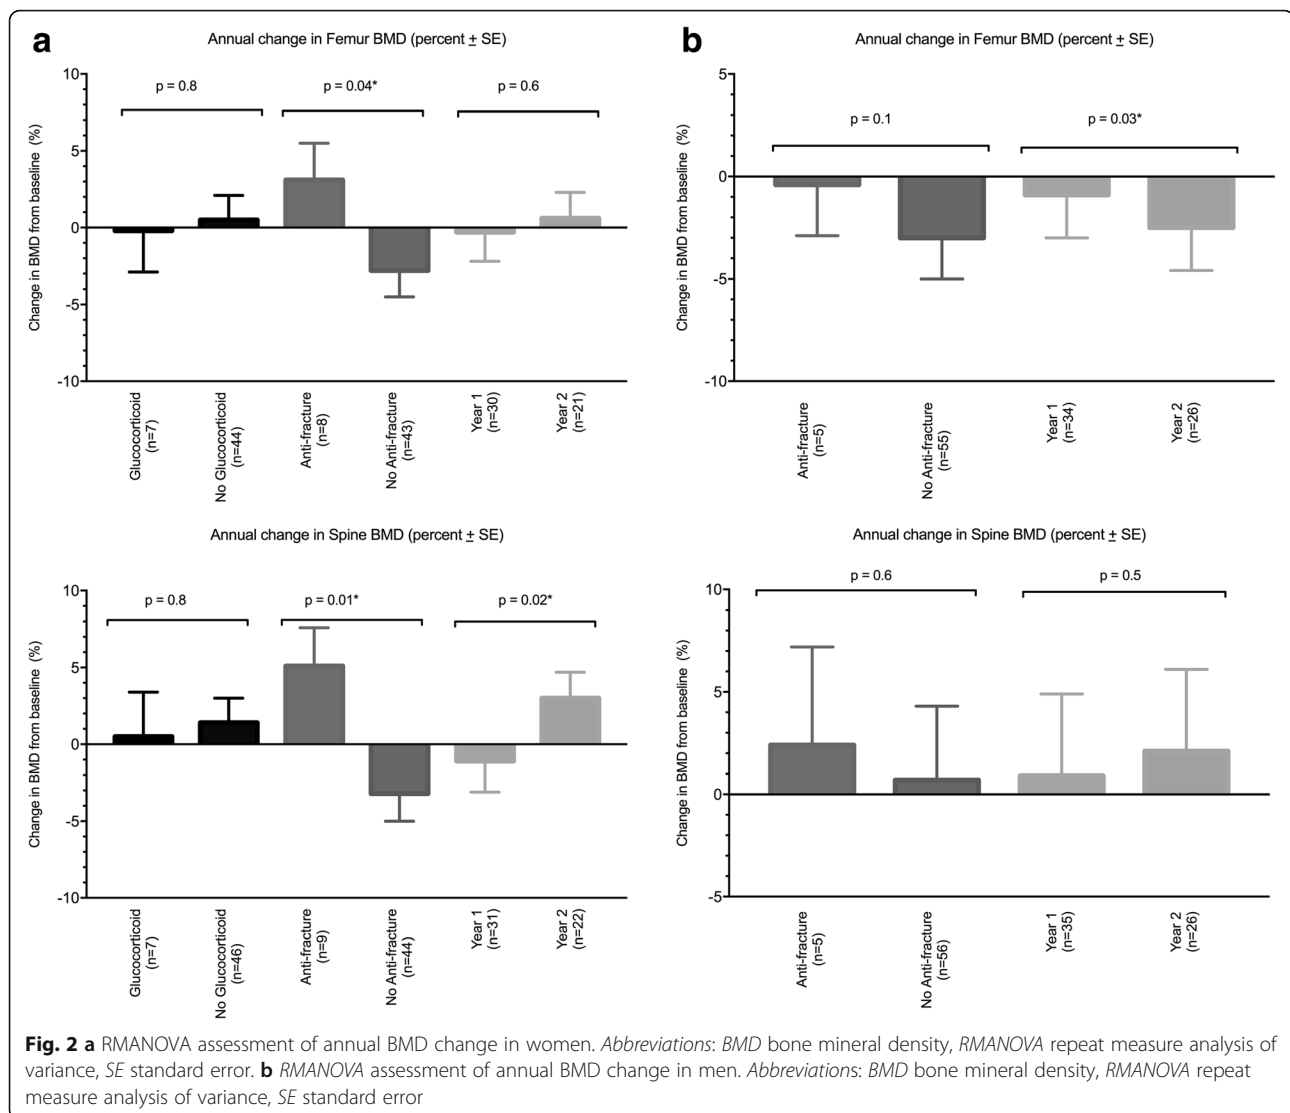 a
Annual change in Femur BMD (percent ± SE)
Change in BMD from baseline (%)
10
5
0
-5
-10
p = 0.8
p = 0.04*
p = 0.6
Glucocorticoid
(n=7)
No Glucocorticoid
(n=44)
Anti-fracture
(n=8)
No Anti-fracture
(n=43)
Year 1
(n=30)
Year 2
(n=21)
b
Annual change in Femur BMD (percent ± SE)
Change in BMD from baseline (%)
5
0
-5
-10
p = 0.1
p = 0.03*
Anti-fracture
(n=5)
No Anti-fracture
(n=55)
Year 1
(n=34)
Year 2
(n=26)
Annual change in Spine BMD (percent ± SE)
Change in BMD from baseline (%)
10
5
0
-5
-10
p = 0.8
p = 0.01*
p = 0.02*
Glucocorticoid
(n=7)
No Glucocorticoid
(n=46)
Anti-fracture
(n=9)
No Anti-fracture
(n=44)
Year 1
(n=31)
Year 2
(n=22)
Annual change in Spine BMD (percent ± SE)
Change in BMD from baseline (%)
10
5
0
-5
p = 0.6
p = 0.5
Anti-fracture
(n=5)
No Anti-fracture
(n=56)
Year 1
(n=35)
Year 2
(n=26)
Fig. 2 a RMANOVA assessment of annual BMD change in women. Abbreviations: BMD bone mineral density, RMANOVA repeat measure analysis of
variance, SE standard error. b RMANOVA assessment of annual BMD change in men. Abbreviations: BMD bone mineral density, RMANOVA repeat
measure analysis of variance, SE standard error